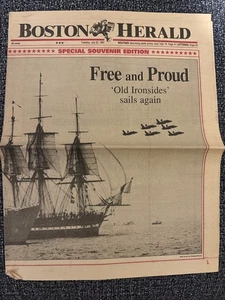 BOSTON HERALD
SPECIAL SOUVENIR EDITION
Free and Proud
'Old Ironsides'
sails again